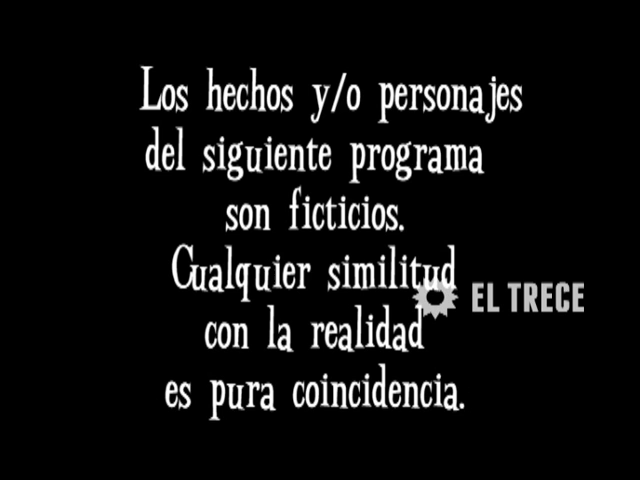 Los hechos y/o personajes
del siguiente programa
son ficticios.
Cualquier similitud
EL TRECE
con la realidad
es pura coincidencia.